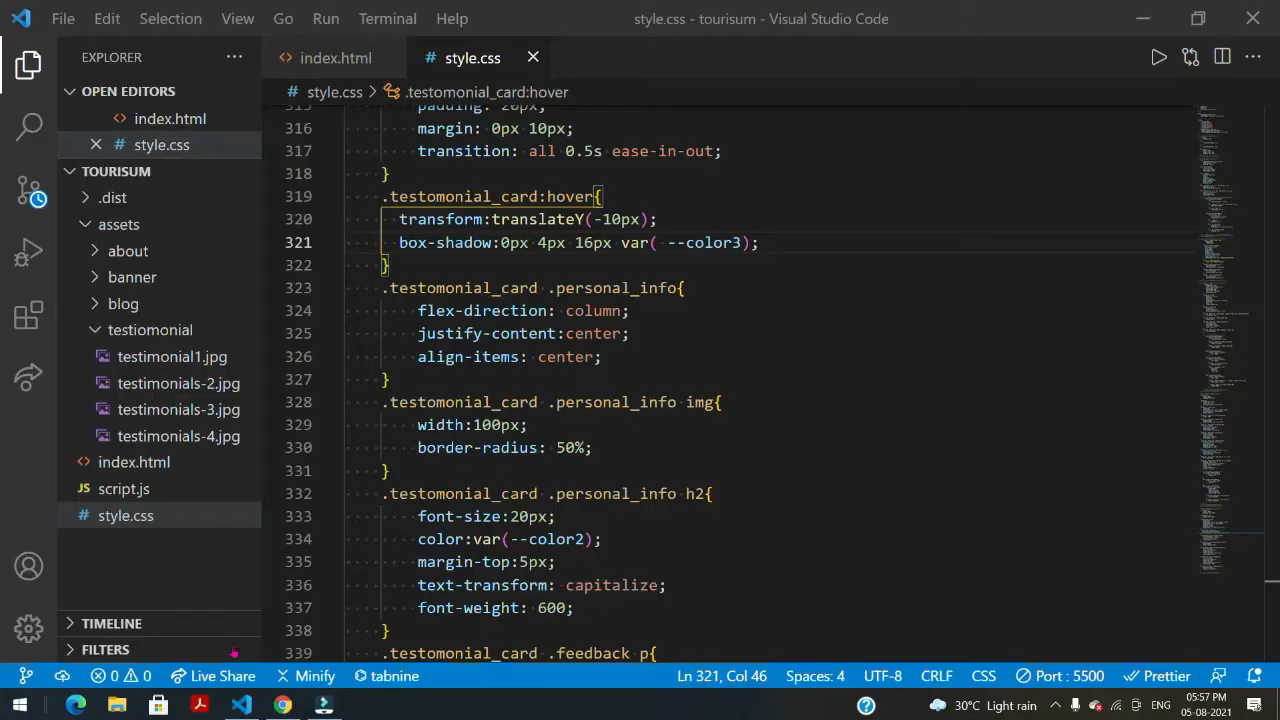 File Edit Selection View Go Run Terminal Help style.css - tourisum - Visual Studio Code
EXPLORER
index.html
# style.css
# style.css > .testomonial_card:hover
OPEN EDITORS
index.html
# style.css
TOURISUM
.dist
assets
about
banner
blog
testiomonial
testimonial1.jpg
testimonials-2.jpg
testimonials-3.jpg
testimonials-4.jpg
index.html
JS script.js
# style.css
TIMELINE
FILTERS
315 padding: 20px;
316 margin: 0px 10px;
317 transition: all 0.5s ease-in-out;
318 }
319 .testomonial_card:hover{
320 transform:translateY(-10px);
321 box-shadow:0px 4px 16px var( --color3);
322 }
323 .testomonial_card .personal_info{
324 flex-direction: column;
325 justify-content:center;
326 align-items: center;
327 }
328 .testomonial_card .personal_info img{
329 width:100px;
330 border-radius: 50%;
331 }
332 .testomonial_card .personal_info h2{
333 font-size:20px;
334 color:var(--color2);
335 margin-top:5px;
336 text-transform: capitalize;
337 font-weight: 600;
338 }
339 .testomonial_card .feedback p{
0 0 Live Share Minify tabnine Ln 321, Col 46 Spaces: 4 UTF-8 CRLF CSS Port : 5500 Prettier
30°C Light rain ENG 05:57 PM
05-08-2021